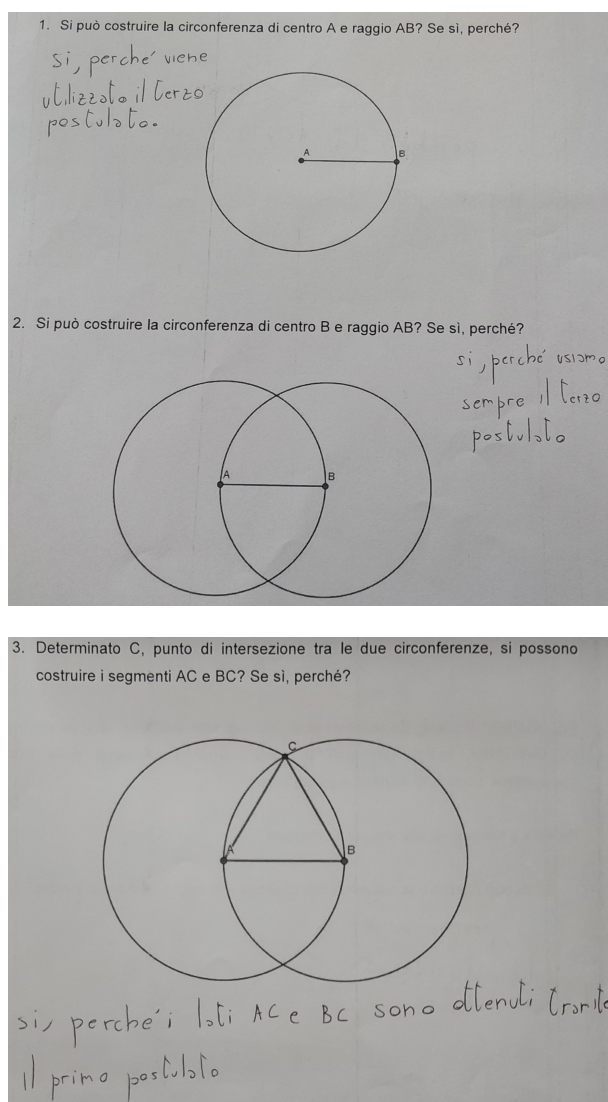 1. Si può costruire la circonferenza di centro A e raggio AB? Se sì, perché?
si, perché viene
utilizzato il terzo
postulato.
A
B
2. Si può costruire la circonferenza di centro B e raggio AB? Se sì, perché?
si, perché usiamo
sempre il terzo
postulato
A
B
3. Determinato C, punto di intersezione tra le due circonferenze, si possono
costruire i segmenti AC e BC? Se sì, perché?
C
A
B
si, perché i lati AC e BC sono ottenuti tramite
il primo postulato